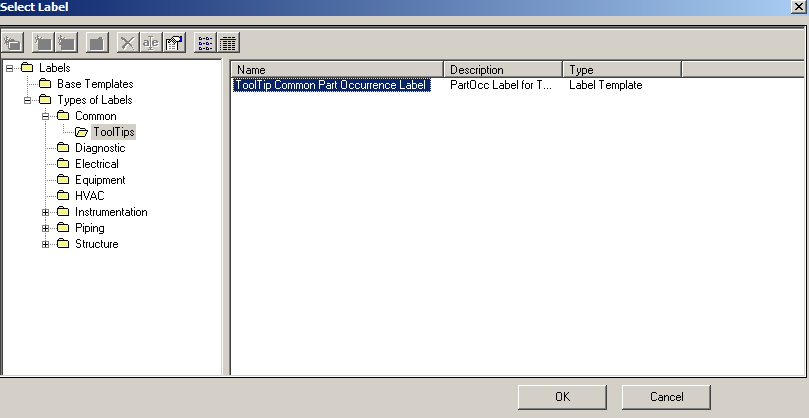 Select Label
Labels
Base Templates
Types of Labels
Common
ToolTips
Diagnostic
Electrical
Equipment
HVAC
Instrumentation
Piping
Structure
Name Description Type
ToolTip Common Part Occurrence Label PartOcc Label for T... Label Template
OK Cancel